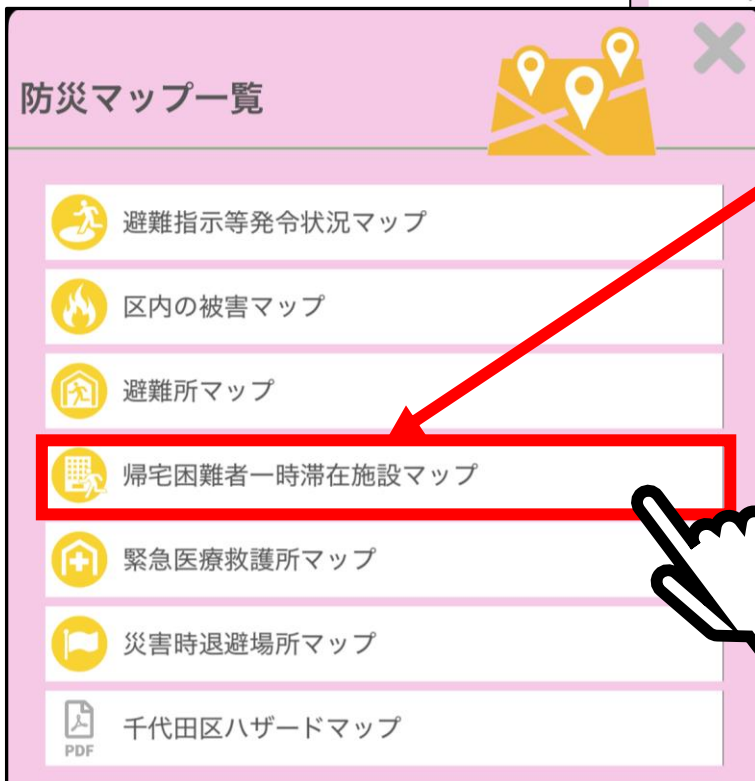 防災マップ一覧
避難指示等発令状況マップ
区内の被害マップ
避難所マップ
帰宅困難者一時滞在施設マップ
緊急医療救護所マップ
災害時退避場所マップ
PDF
千代田区ハザードマップ